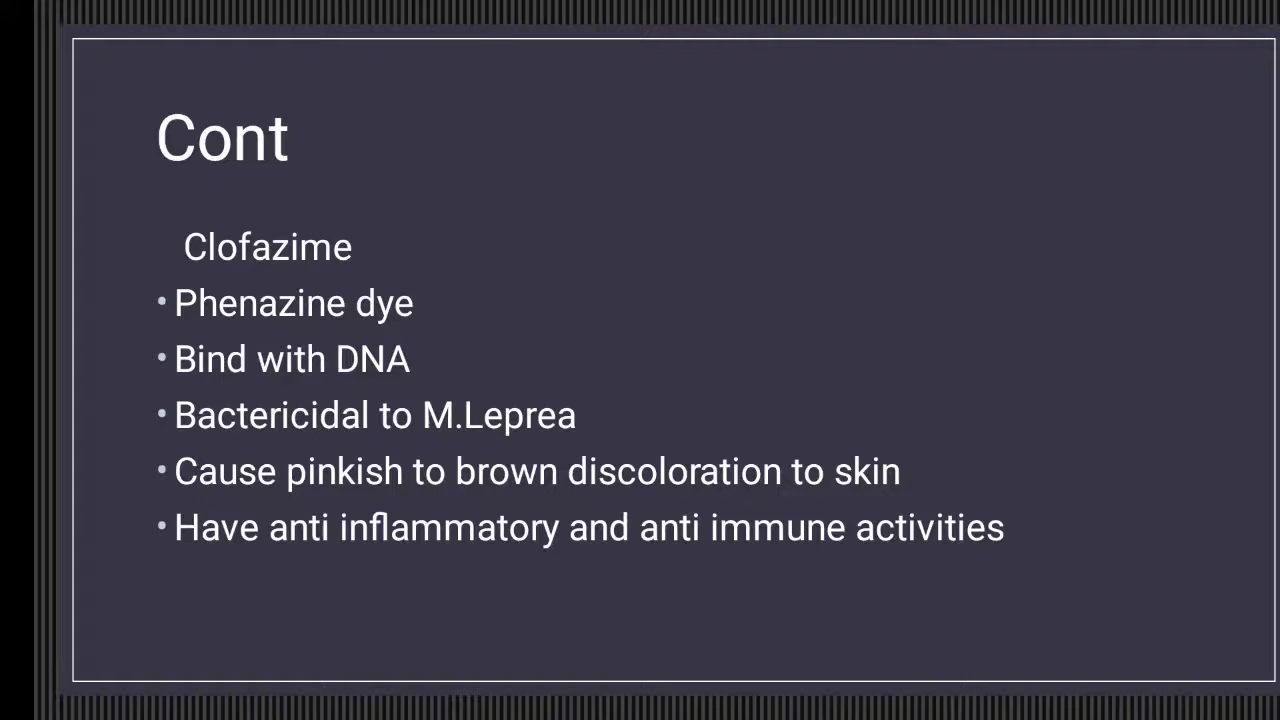 Cont
Clofazime
• Phenazine dye
• Bind with DNA
• Bactericidal to M.Leprea
• Cause pinkish to brown discoloration to skin
• Have anti inflammatory and anti immune activities